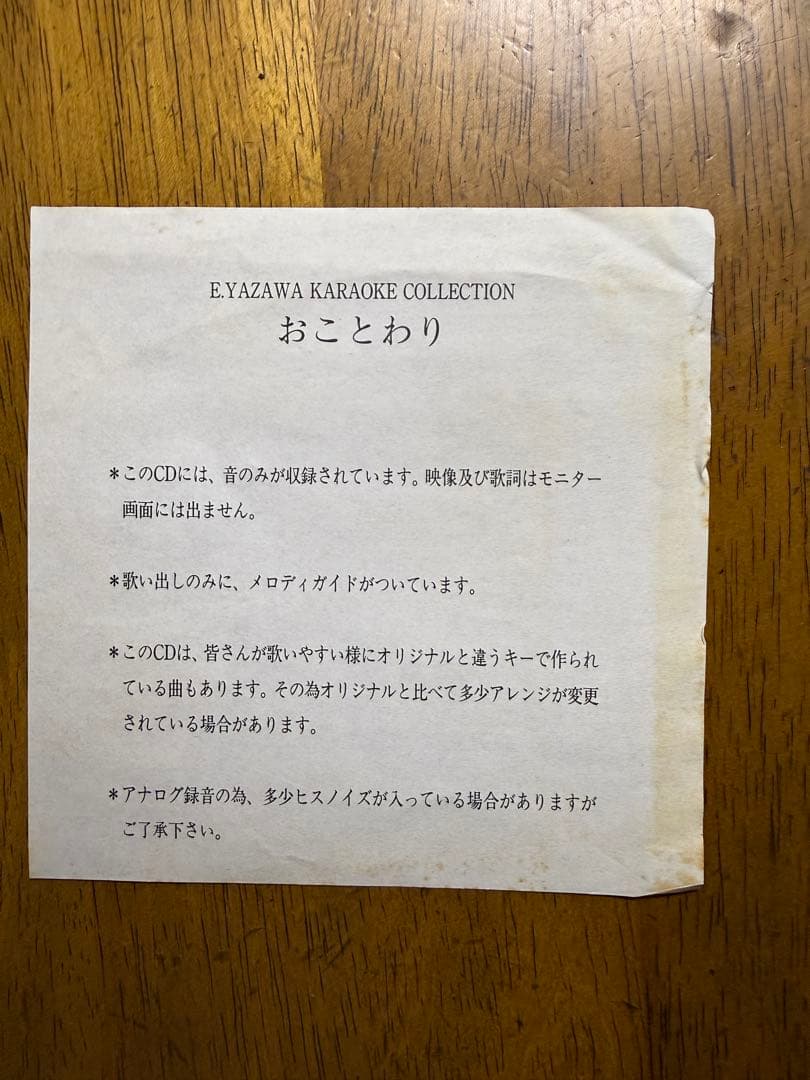 E.YAZAWA KARAOKE COLLECTION
おことわり
＊このCDには、音のみが収録されています。映像及び歌詞はモニター
画面には出ません。
＊歌い出しのみに、メロディガイドがついています。
＊このCDは、皆さんが歌いやすい様にオリジナルと違うキーで作られ
ている曲もあります。その為オリジナルと比べて多少アレンジが変更
されている場合があります。
＊アナログ録音の為、多少ヒスノイズが入っている場合がありますが
ご了承下さい。